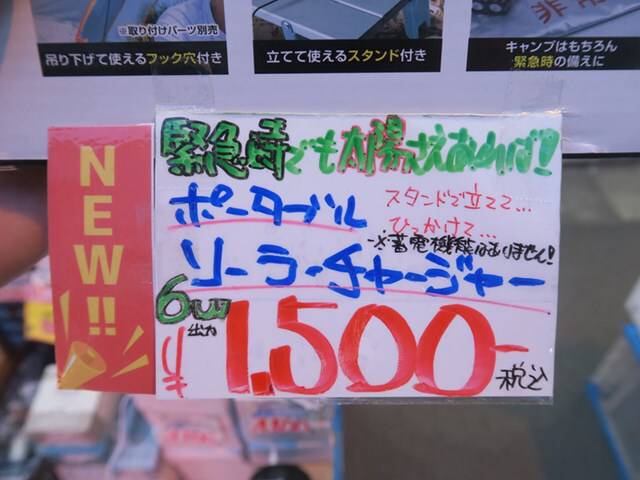 ※取り付けパーツ別売
吊り下げて使えるフック穴付き
立てて使えるスタンド付き
キャンプはもちろん
緊急時の備えに
NEW!!
緊急時でも太陽さえあれば!
ポータブル
スタンドで立てて…
ひっかけて…
※蓄電機能はありません!
ソーラーチャージャー
6w
出力
¥1,500-
税込